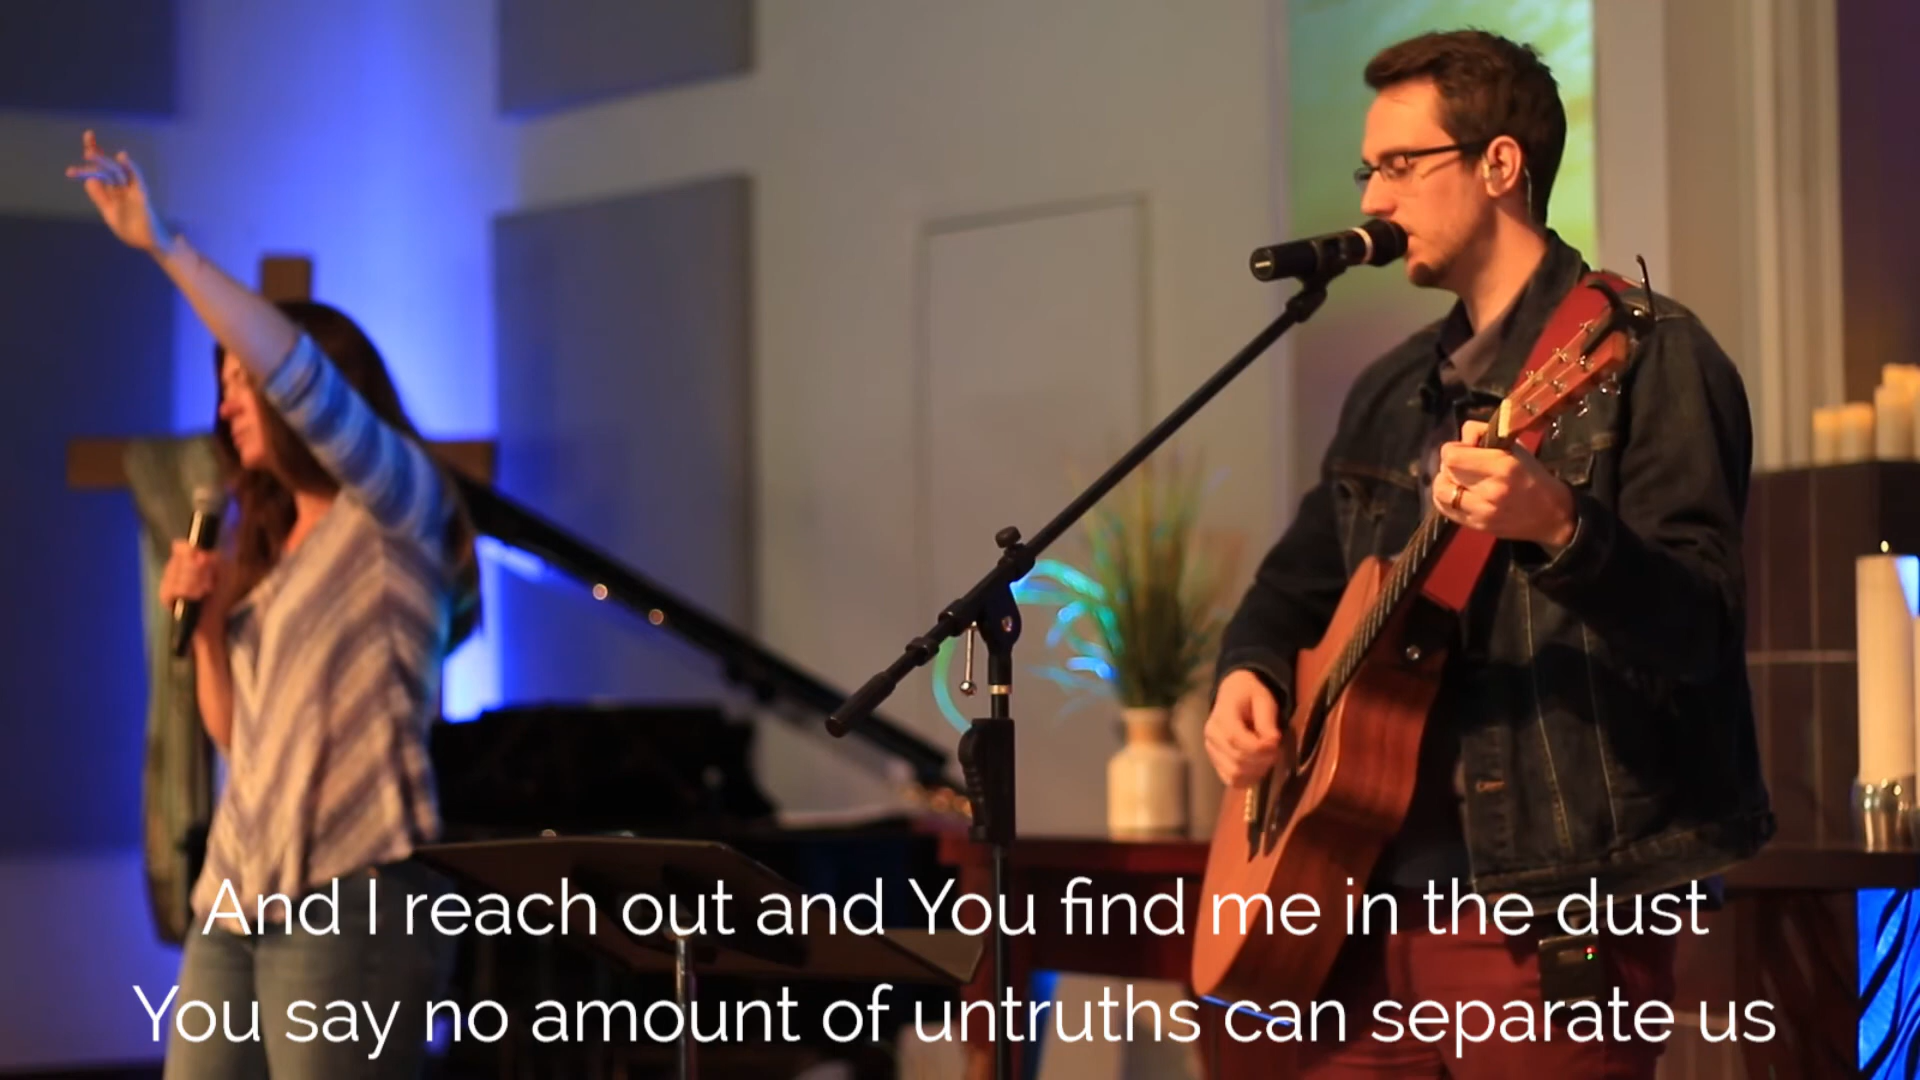 And I reach out and You find me in the dust
You say no amount of untruths can separate us